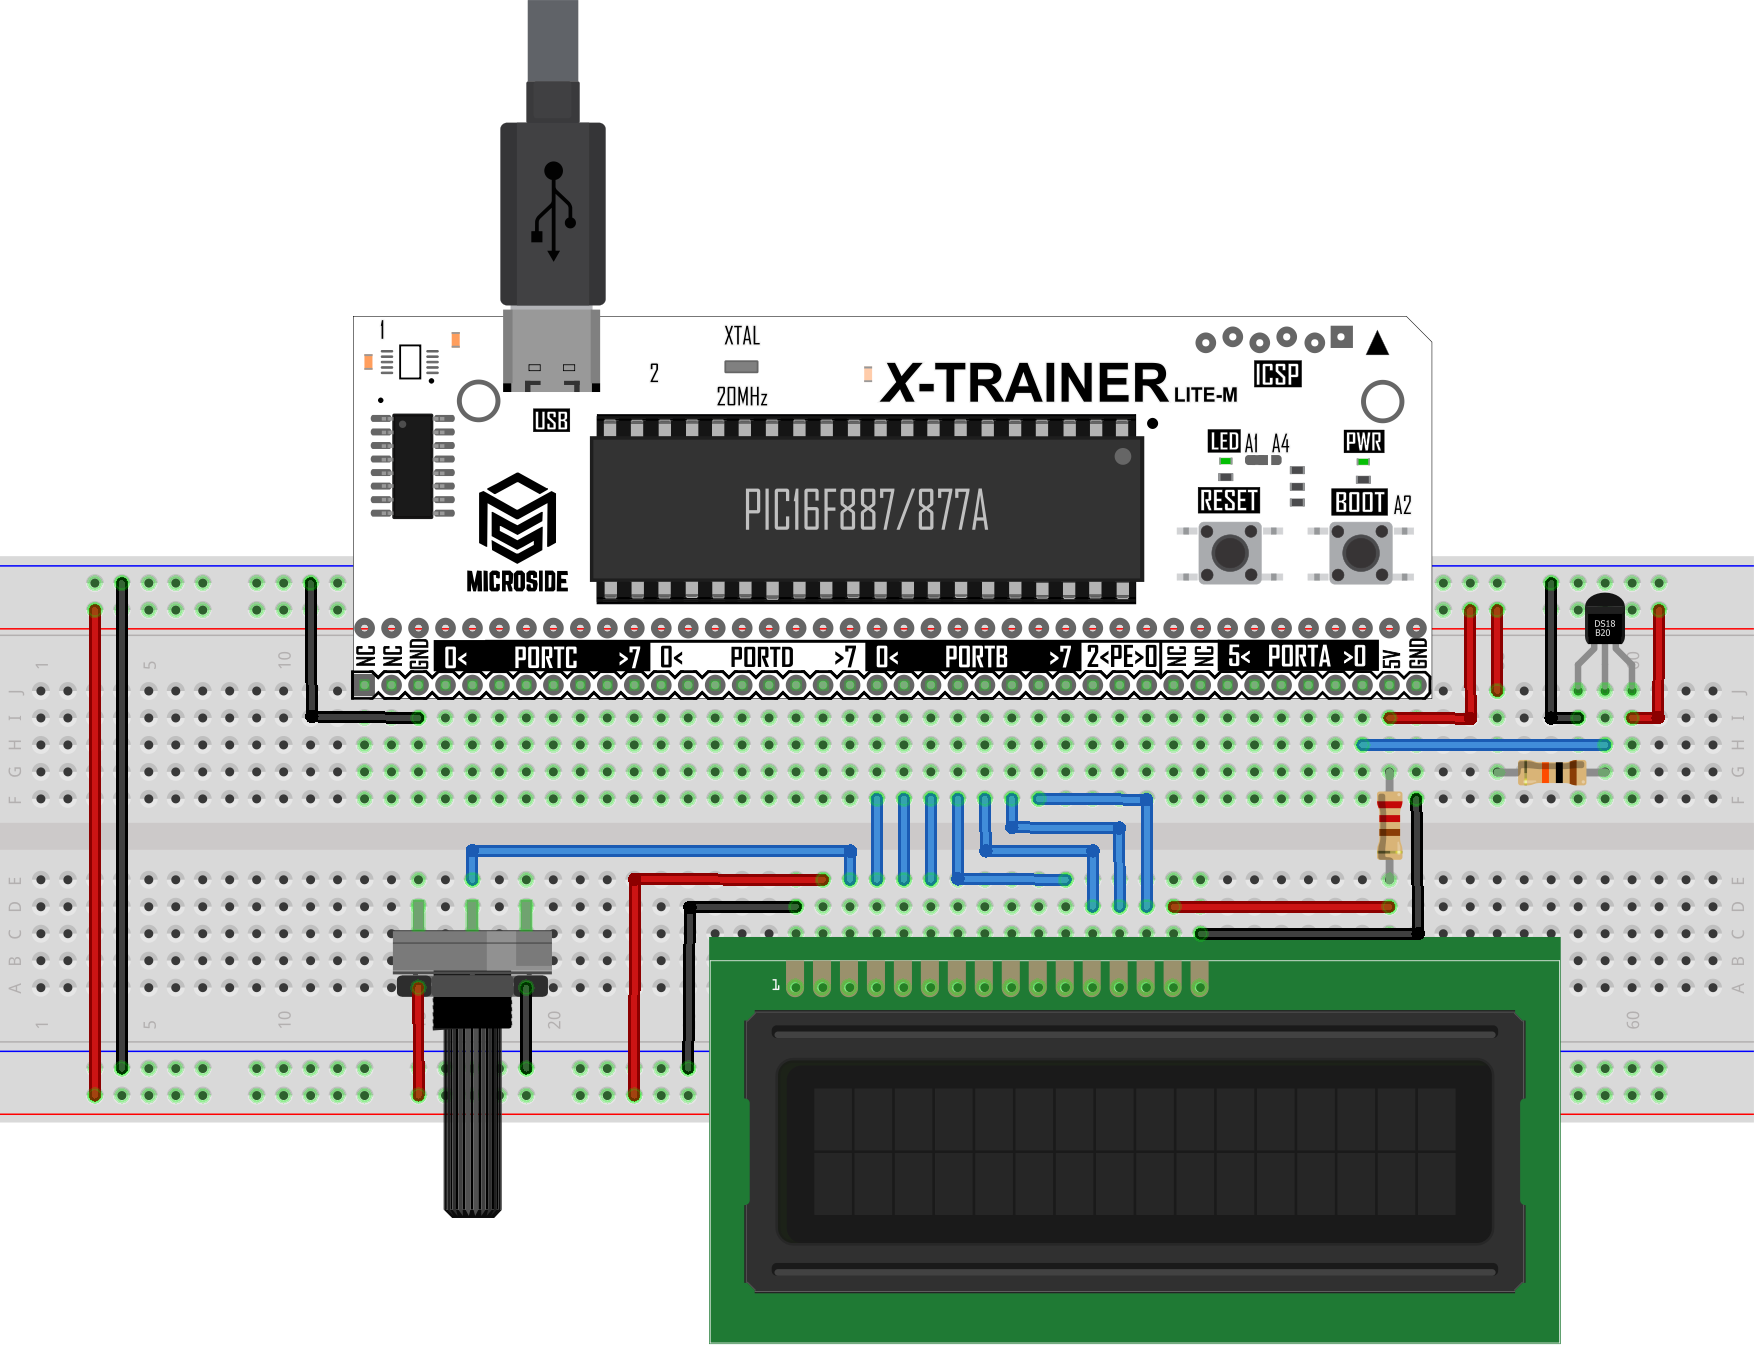 1
XTAL
2
20MHz
X-TRAINER LITE-M
ICSP
USB
LED A1 A4 PWR
RESET BOOT A2
PIC16F887/877A
MICROSIDE
DS18
B20
NC NC GND 0< PORTC >7 0< PORTD >7 0< PORTB >7 2<PE>0 NC NC 5< PORTA >0 5V GND
1 5 10 60
J J
I I
H H
G G
F F
E E
D D
C C
B B
A A
1
1 5 10 20 60